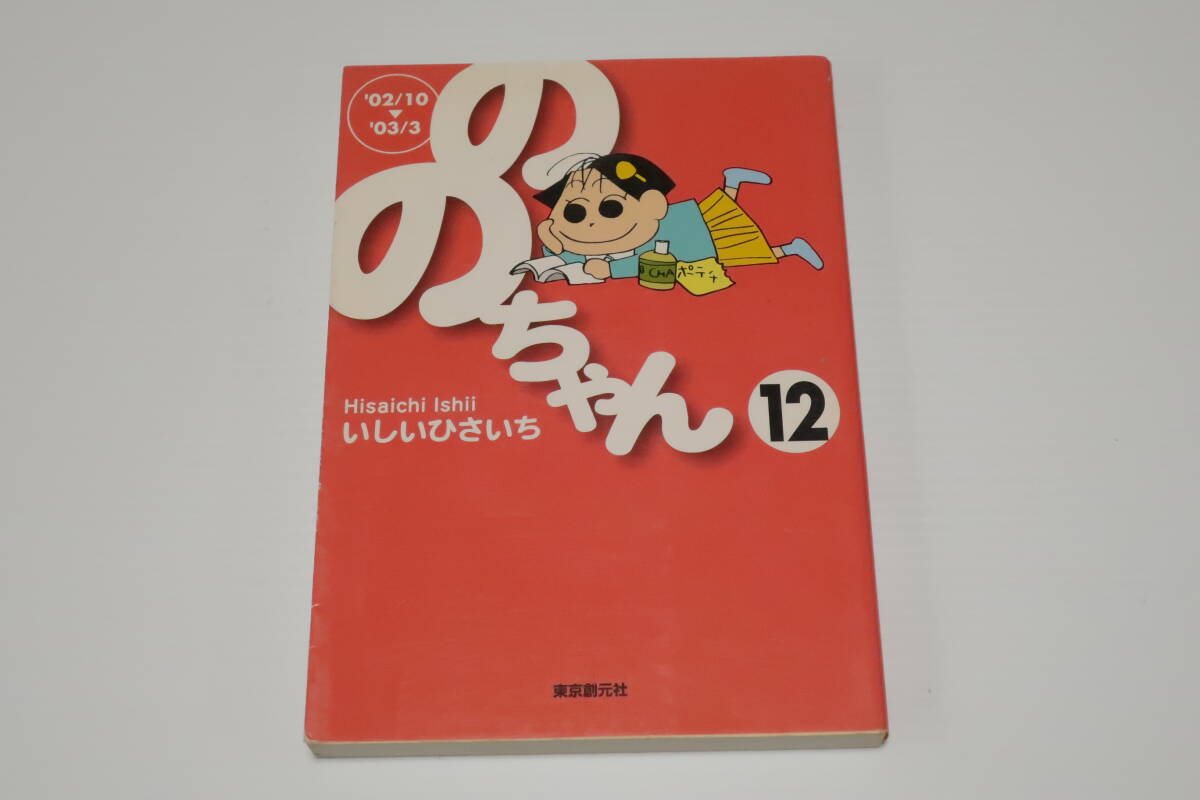 '02/10
'03/3
ののちゃん
CHA
ポテチ
Hisaichi Ishii
いしいひさいち
12
東京創元社